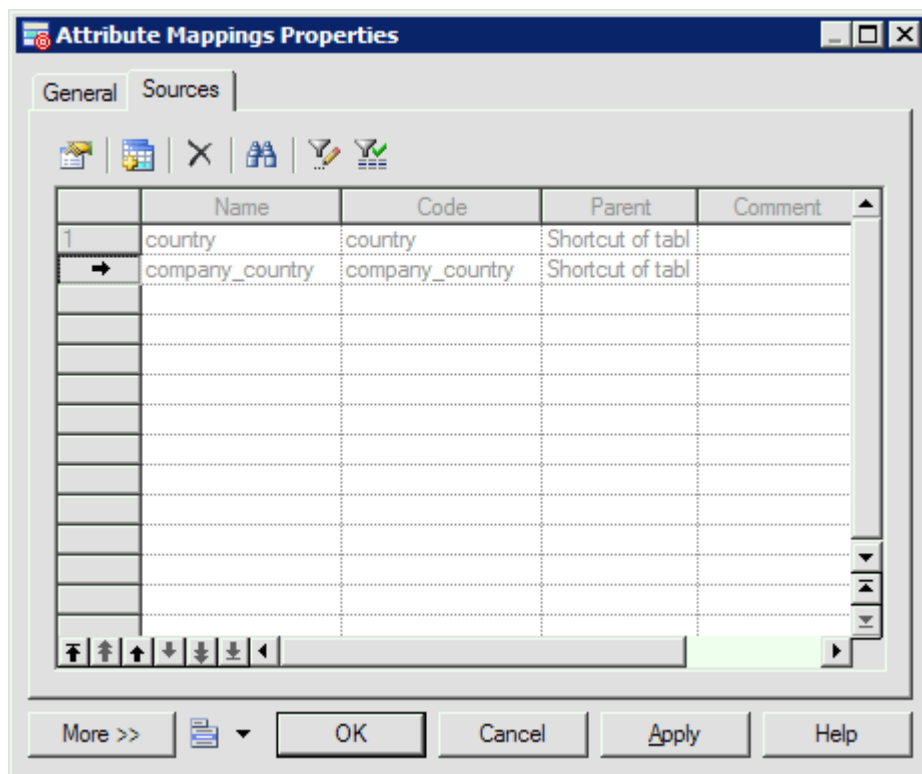 Attribute Mappings Properties
General Sources
Name Code Parent Comment
1 country country Shortcut of tabl
company_country company_country Shortcut of tabl
More >> OK Cancel Apply Help